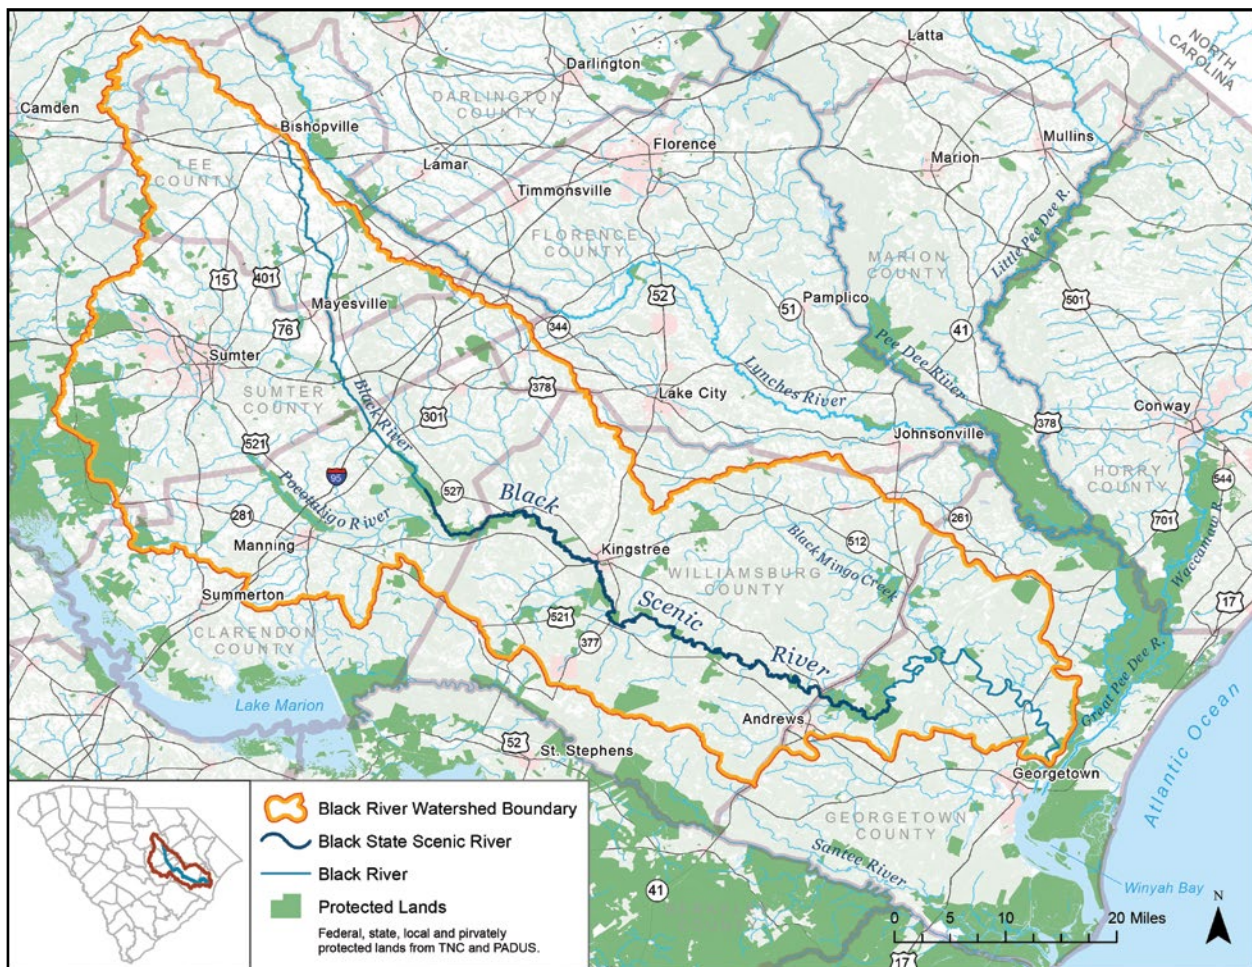 Latta
NORTH
CAROLINA
Darlington
Camden
DARLINGTON
COUNTY
Bishopville
Mullins
Florence
LEE
COUNTY
Lamar
Marion
Timmonsville
Little Pee Dee R.
FLORENCE
COUNTY
MARION
COUNTY
15
401
52
501
Mayesville
Pamplico
51
76
344
41
Sumter
Pee Dee River
SUMTER
COUNTY
378
Lunches River
Black River
301
Lake City
378
Conway
521
Johnsonville
HORRY
COUNTY
544
95
Pocotaligo River
527
Black
261
701
Waccamaw R.
281
512
Manning
Kingstree
Black Mingo Creek
WILLIAMSBURG
COUNTY
Summerton
Scenic
17
521
377
CLARENDON
COUNTY
River
Great Pee Dee R.
Lake Marion
Andrews
52
St. Stephens
Georgetown
Atlantic Ocean
GEORGETOWN
COUNTY
Santee River
Winyah Bay
41
17
Black River Watershed Boundary
Black State Scenic River
Black River
Protected Lands
Federal, state, local and pirvately
protected lands from TNC and PADUS.
0 5 10 20 Miles
N